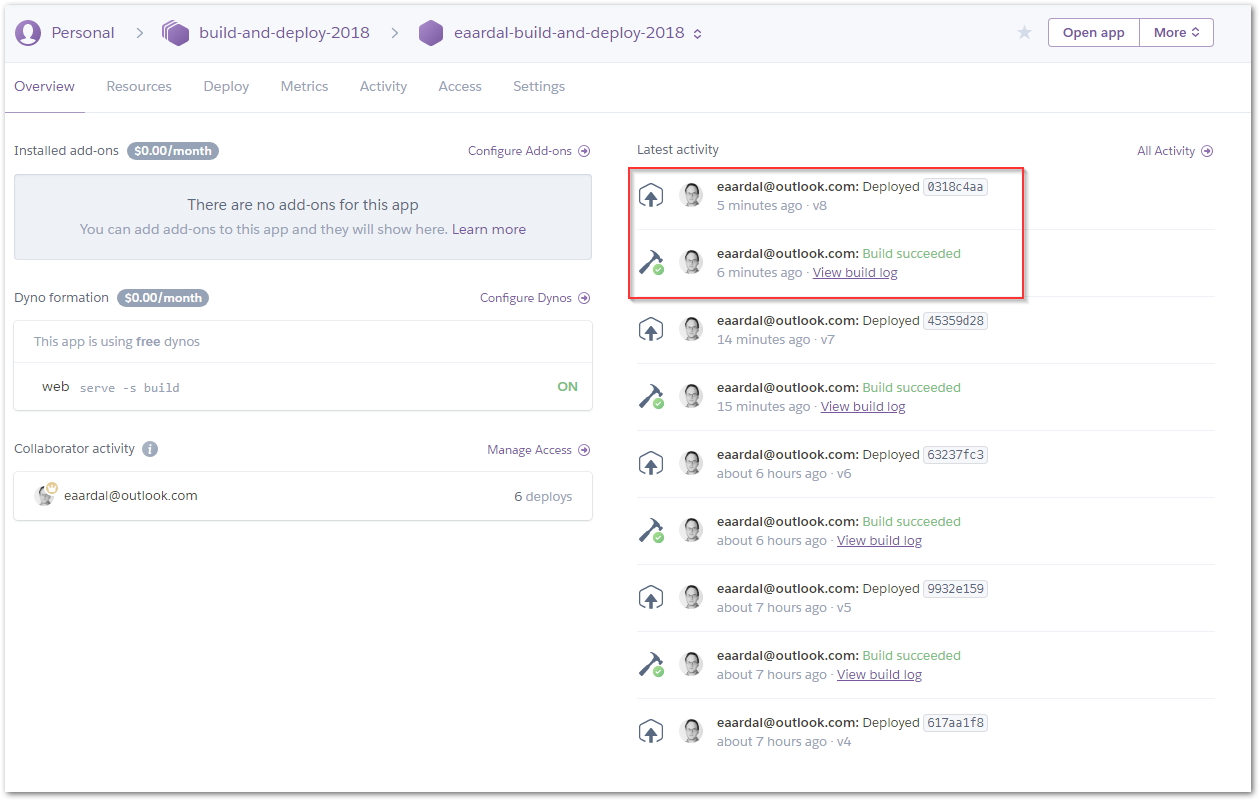 Personal > build-and-deploy-2018 > eaardal-build-and-deploy-2018
Open app More
Overview Resources Deploy Metrics Activity Access Settings
Installed add-ons $0.00/month Configure Add-ons
There are no add-ons for this app
You can add add-ons to this app and they will show here. Learn more
Dyno formation $0.00/month Configure Dynos
This app is using free dynos
web serve -s build ON
Collaborator activity i Manage Access
eaardal@outlook.com 6 deploys
Latest activity All Activity
eaardal@outlook.com: Deployed 0318c4aa
5 minutes ago · v8
eaardal@outlook.com: Build succeeded
6 minutes ago · View build log
eaardal@outlook.com: Deployed 45359d28
14 minutes ago · v7
eaardal@outlook.com: Build succeeded
15 minutes ago · View build log
eaardal@outlook.com: Deployed 63237fc3
about 6 hours ago · v6
eaardal@outlook.com: Build succeeded
about 6 hours ago · View build log
eaardal@outlook.com: Deployed 9932e159
about 7 hours ago · v5
eaardal@outlook.com: Build succeeded
about 7 hours ago · View build log
eaardal@outlook.com: Deployed 617aa1f8
about 7 hours ago · v4